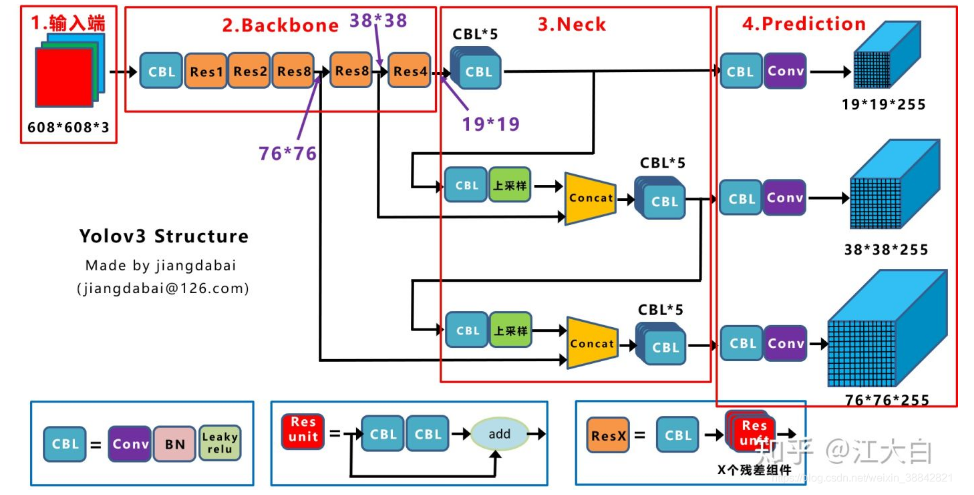 1.输入端
2.Backbone
38*38
3.Neck
4.Prediction
CBL*5
CBL
Res1
Res2
Res8
Res8
Res4
CBL
CBL
Conv
608*608*3
76*76
19*19
19*19*255
CBL*5
CBL
上采样
Concat
CBL
CBL
Conv
38*38*255
Yolov3 Structure
Made by jiangdabai
(jiangdabai@126.com)
CBL*5
CBL
上采样
Concat
CBL
CBL
Conv
76*76*255
CBL
=
Conv
BN
Leaky
relu
Res
unit
=
CBL
CBL
add
ResX
=
CBL
Res
unit
X个残差组件
知乎 @江大白
https://blog.csdn.net/weixin_38842821